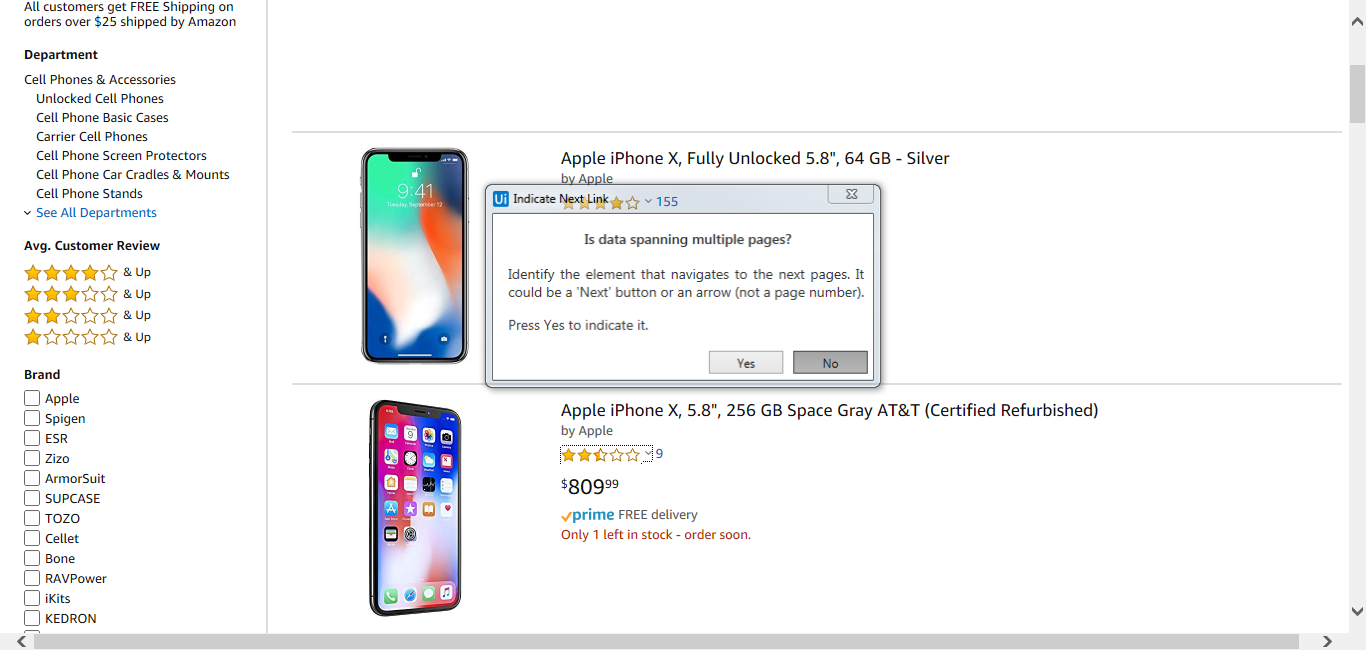 All customers get FREE Shipping on
orders over $25 shipped by Amazon
Department
Cell Phones & Accessories
Unlocked Cell Phones
Cell Phone Basic Cases
Carrier Cell Phones
Cell Phone Screen Protectors
Cell Phone Car Cradles & Mounts
Cell Phone Stands
See All Departments
Avg. Customer Review
& Up
& Up
& Up
& Up
Brand
Apple
Spigen
ESR
Zizo
ArmorSuit
SUPCASE
TOZO
Cellet
Bone
RAVPower
iKits
KEDRON
9:41
Tuesday, September 12
Apple iPhone X, Fully Unlocked 5.8", 64 GB - Silver
by Apple
155
Ui Indicate Next Link
Is data spanning multiple pages?
Identify the element that navigates to the next pages. It
could be a 'Next' button or an arrow (not a page number).
Press Yes to indicate it.
Yes No
Apple iPhone X, 5.8", 256 GB Space Gray AT&T (Certified Refurbished)
by Apple
9
$80999
prime FREE delivery
Only 1 left in stock - order soon.